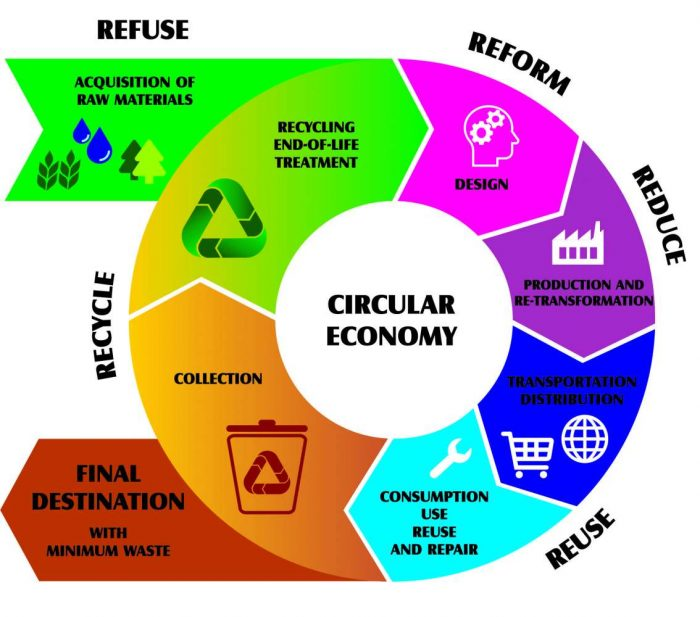 REFUSE
ACQUISITION OF
RAW MATERIALS
RECYCLING
END-OF-LIFE
TREATMENT
REFORM
DESIGN
REDUCE
PRODUCTION AND
RE-TRANSFORMATION
CIRCULAR
ECONOMY
TRANSPORTATION
DISTRIBUTION
REUSE
CONSUMPTION
USE
REUSE
AND REPAIR
RECYCLE
COLLECTION
FINAL
DESTINATION
WITH
MINIMUM WASTE